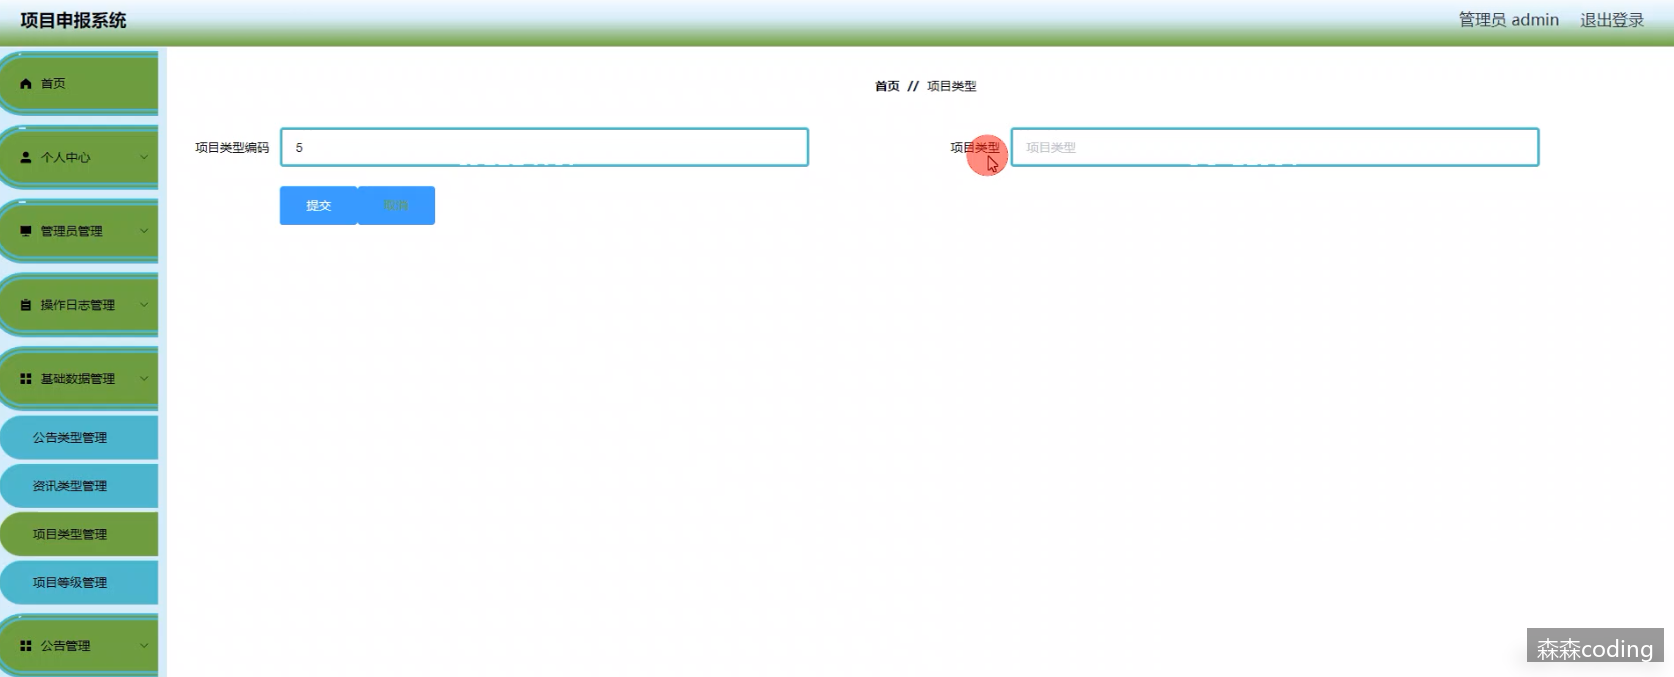 项目申报系统
管理员 admin
退出登录
首页
个人中心
管理员管理
操作日志管理
基础数据管理
公告类型管理
资讯类型管理
项目类型管理
项目等级管理
公告管理
首页 // 项目类型
项目类型编码
5
项目类型
项目类型
提交
取消
森森coding